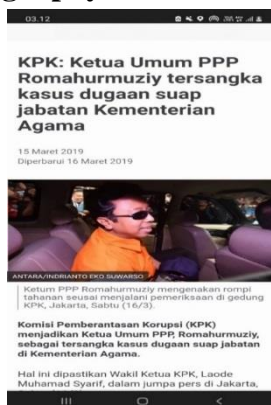 03.12
KPK: Ketua Umum PPP
Romahurmuziy tersangka
kasus dugaan suap
jabatan Kementerian
Agama
15 Maret 2019
Diperbarui 16 Maret 2019
ANTARA/INDRIANTO EKO SUWARSO
Ketum PPP Romahurmuziy mengenakan rompi
tahanan seusai menjalani pemeriksaan di gedung
KPK, Jakarta, Sabtu (16/3).
Komisi Pemberantasan Korupsi (KPK)
menjadikan Ketua Umum PPP, Romahurmuziy,
sebagai tersangka kasus dugaan suap jabatan
di Kementerian Agama.
Hal ini dipastikan Wakil Ketua KPK, Laode
Muhamad Syarif, dalam jumpa pers di Jakarta,